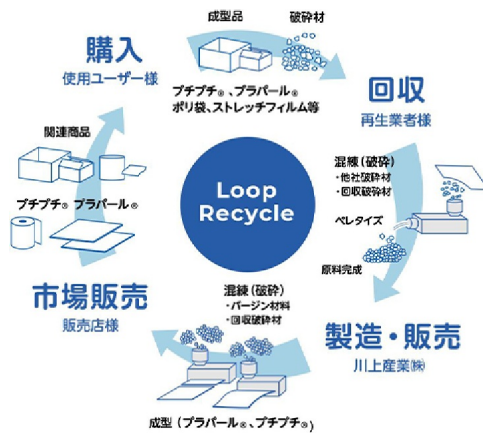 成型品
破砕材
購入
使用ユーザー様
プチプチ®、プラパール®
ポリ袋、ストレッチフィルム等
回収
再生業者様
関連商品
混練(破砕)
・他社破砕材
・回収破砕材
Loop
Recycle
プチプチ® プラパール®
ペレタイズ
原料完成
市場販売
販売店様
混練(破砕)
・バージン材料
・回収破砕材
製造・販売
川上産業㈱
成型(プラパール®、プチプチ®)